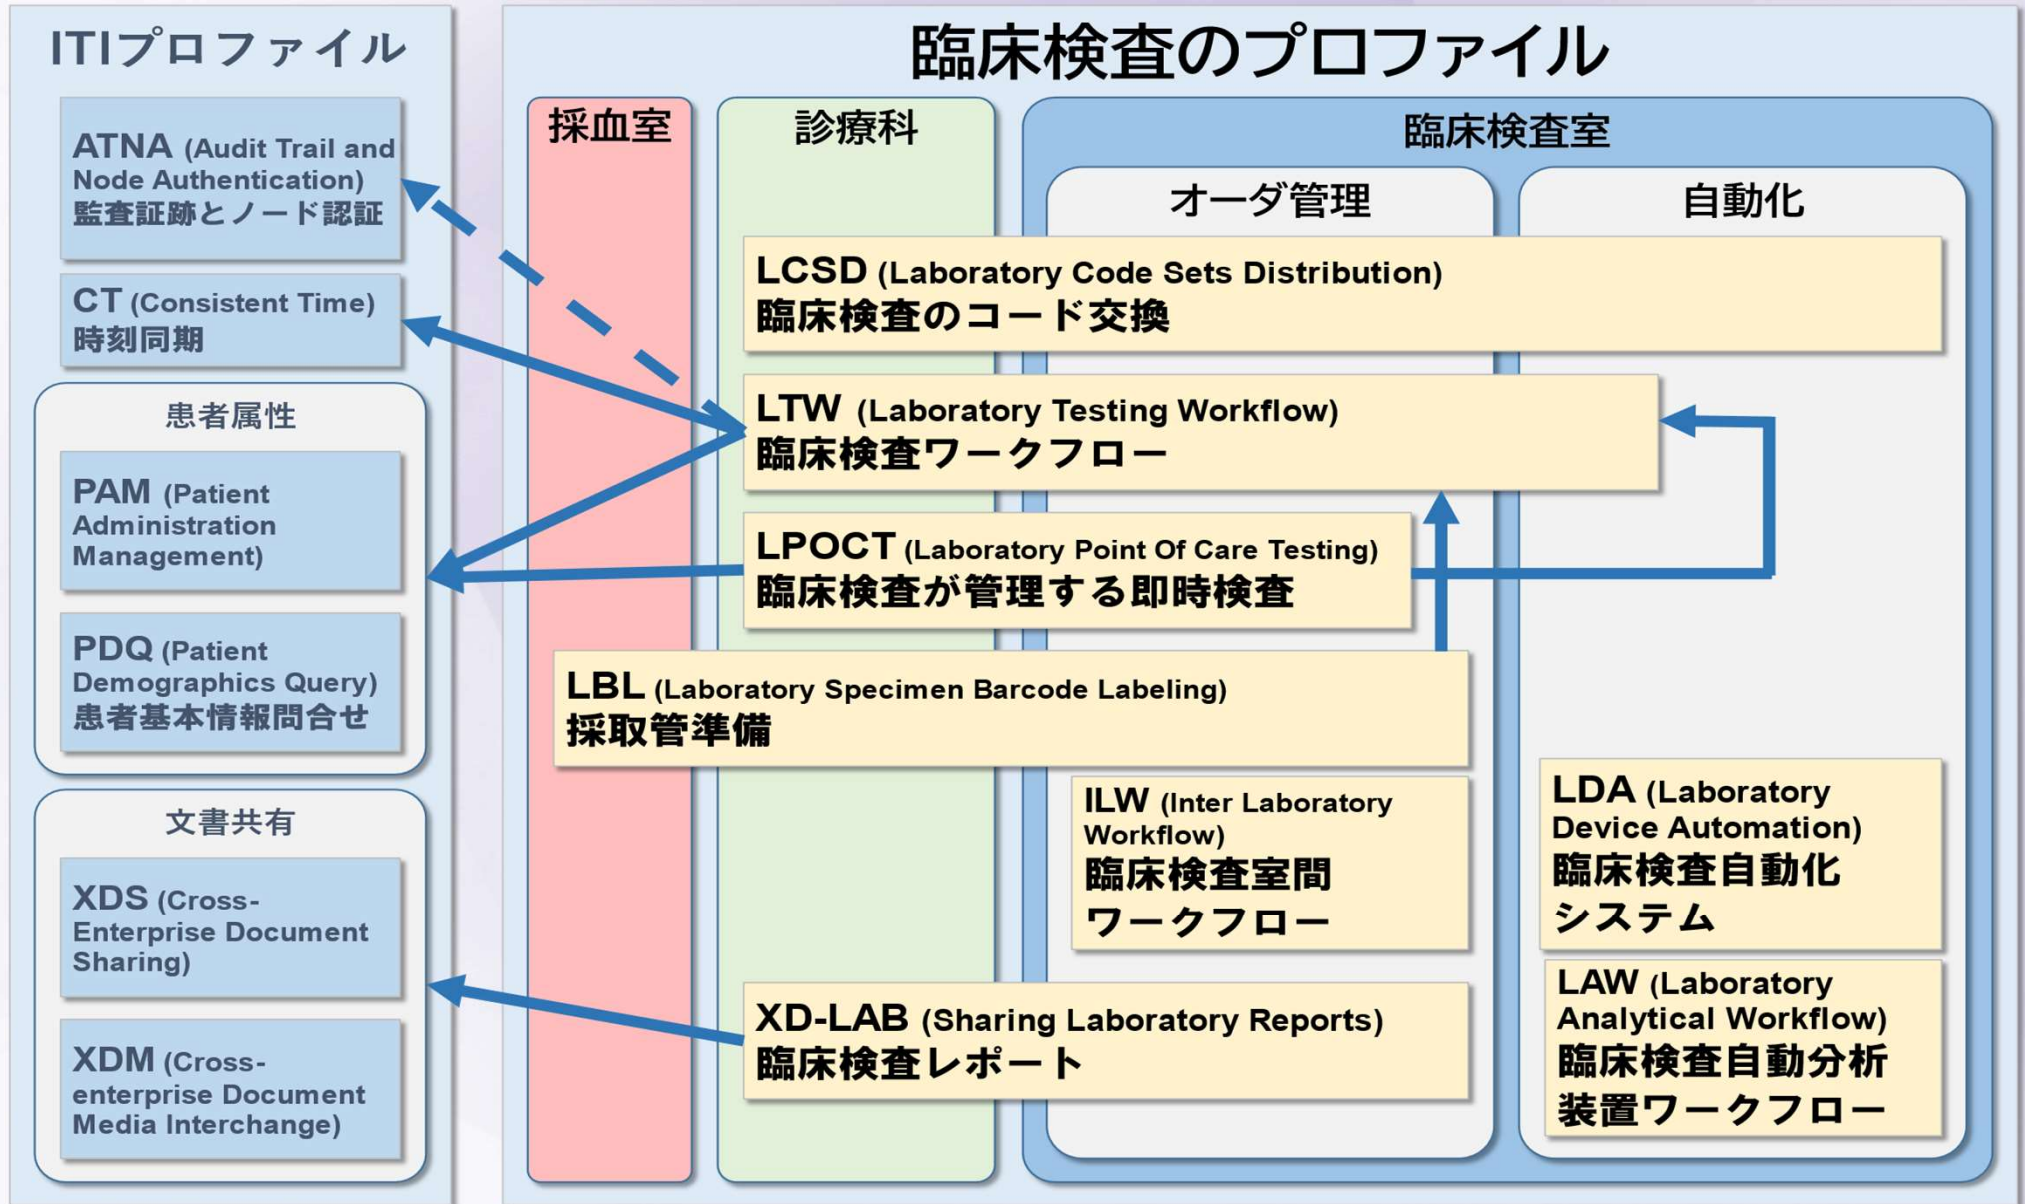 ITIプロファイル
ATNA (Audit Trail and
Node Authentication)
監査証跡とノード認証
CT (Consistent Time)
時刻同期
患者属性
PAM (Patient
Administration
Management)
PDQ (Patient
Demographics Query)
患者基本情報問合せ
文書共有
XDS (Cross-
Enterprise Document
Sharing)
XDM (Cross-
enterprise Document
Media Interchange)
臨床検査のプロファイル
採血室
診療科
臨床検査室
オーダ管理
自動化
LCSD (Laboratory Code Sets Distribution)
臨床検査のコード交換
LTW (Laboratory Testing Workflow)
臨床検査ワークフロー
LPOCT (Laboratory Point Of Care Testing)
臨床検査が管理する即時検査
LBL (Laboratory Specimen Barcode Labeling)
採取管準備
ILW (Inter Laboratory
Workflow)
臨床検査室間
ワークフロー
LDA (Laboratory
Device Automation)
臨床検査自動化
システム
XD-LAB (Sharing Laboratory Reports)
臨床検査レポート
LAW (Laboratory
Analytical Workflow)
臨床検査自動分析
装置ワークフロー